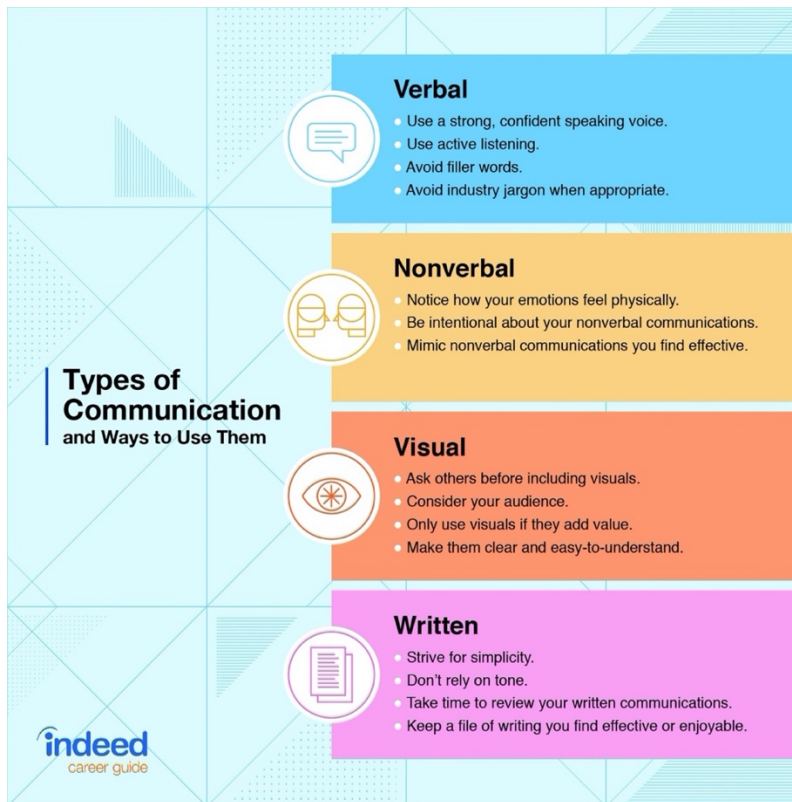 Types of
Communication
and Ways to Use Them
Verbal
Use a strong, confident speaking voice.
Use active listening.
Avoid filler words.
Avoid industry jargon when appropriate.
Nonverbal
Notice how your emotions feel physically.
Be intentional about your nonverbal communications.
Mimic nonverbal communications you find effective.
Visual
Ask others before including visuals.
Consider your audience.
Only use visuals if they add value.
Make them clear and easy-to-understand.
Written
Strive for simplicity.
Don't rely on tone.
Take time to review your written communications.
Keep a file of writing you find effective or enjoyable.
indeed
career guide